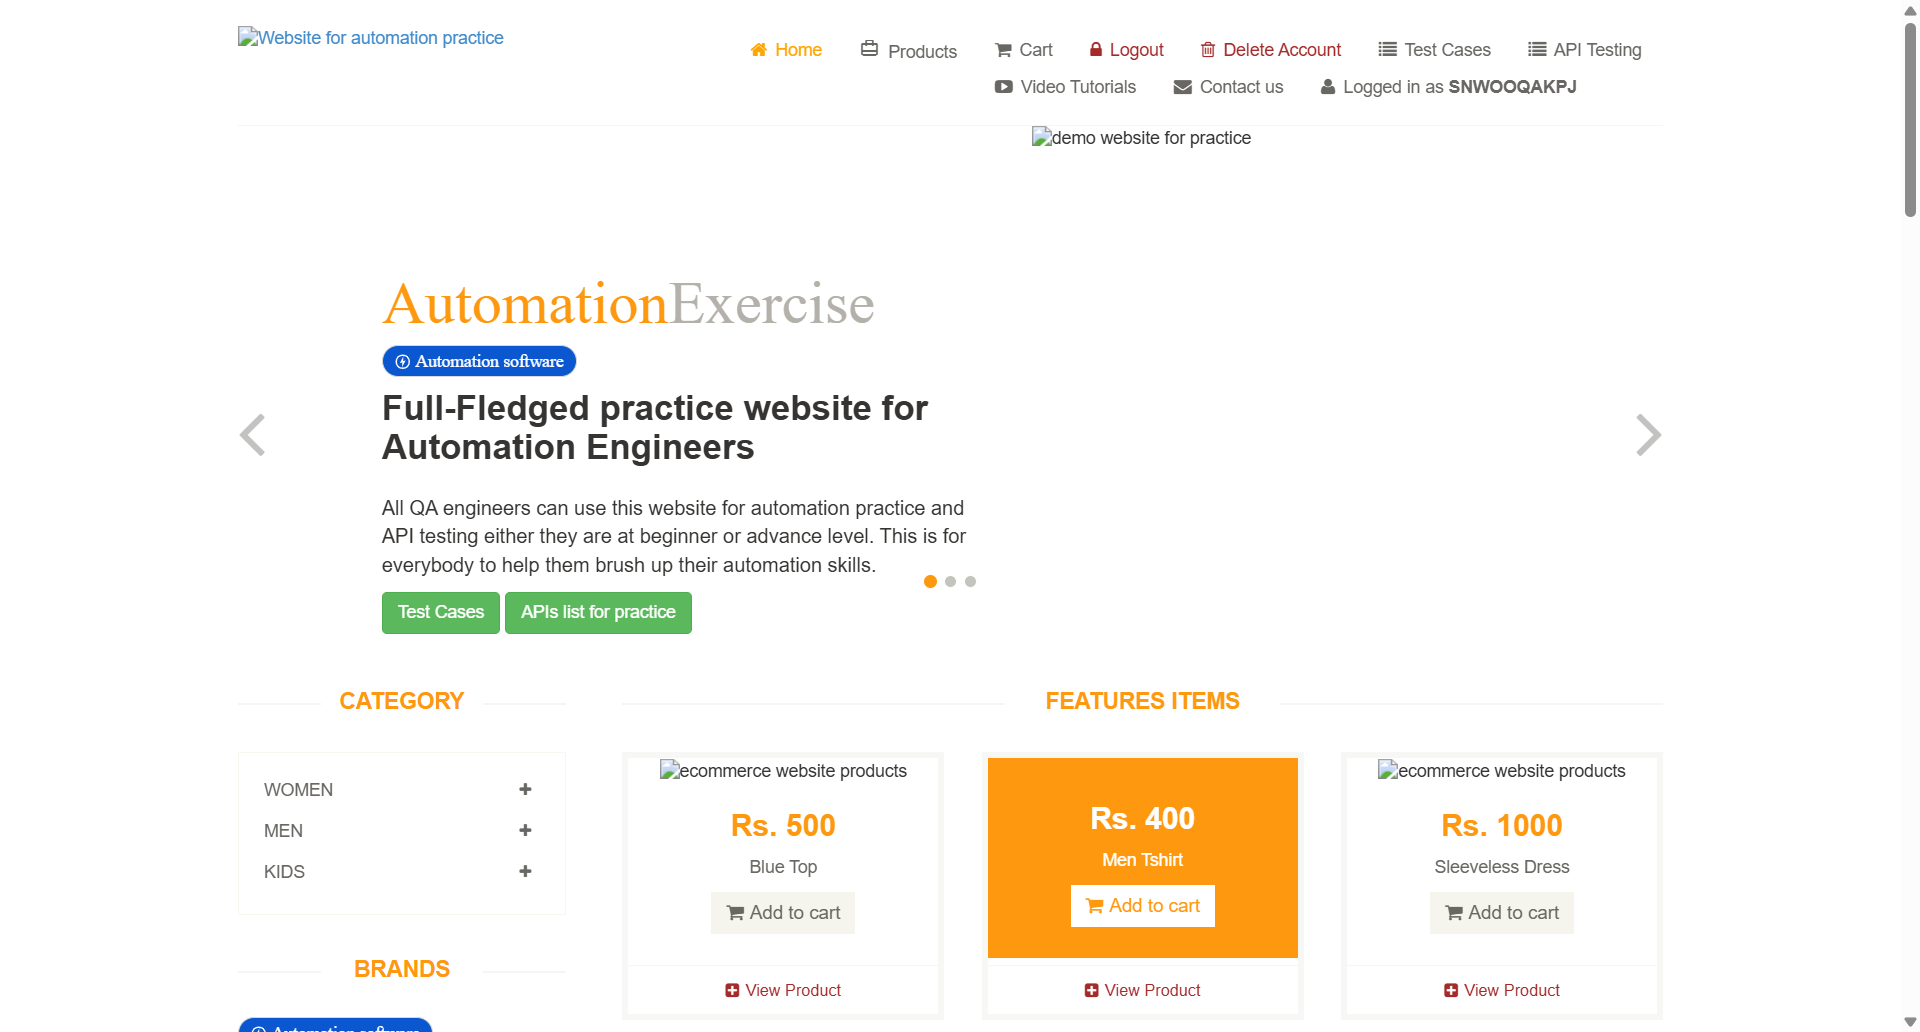 Website for automation practice
Home Products Cart Logout Delete Account Test Cases API Testing
Video Tutorials Contact us Logged in as SNWOOQAKPJ
demo website for practice
AutomationExercise
Automation software
Full-Fledged practice website for
Automation Engineers
All QA engineers can use this website for automation practice and
API testing either they are at beginner or advance level. This is for
everybody to help them brush up their automation skills.
Test Cases APIs list for practice
CATEGORY
WOMEN
MEN
KIDS
BRANDS
Automation software
FEATURES ITEMS
ecommerce website products
Rs. 500
Blue Top
Add to cart
View Product
Rs. 400
Men Tshirt
Add to cart
View Product
ecommerce website products
Rs. 1000
Sleeveless Dress
Add to cart
View Product